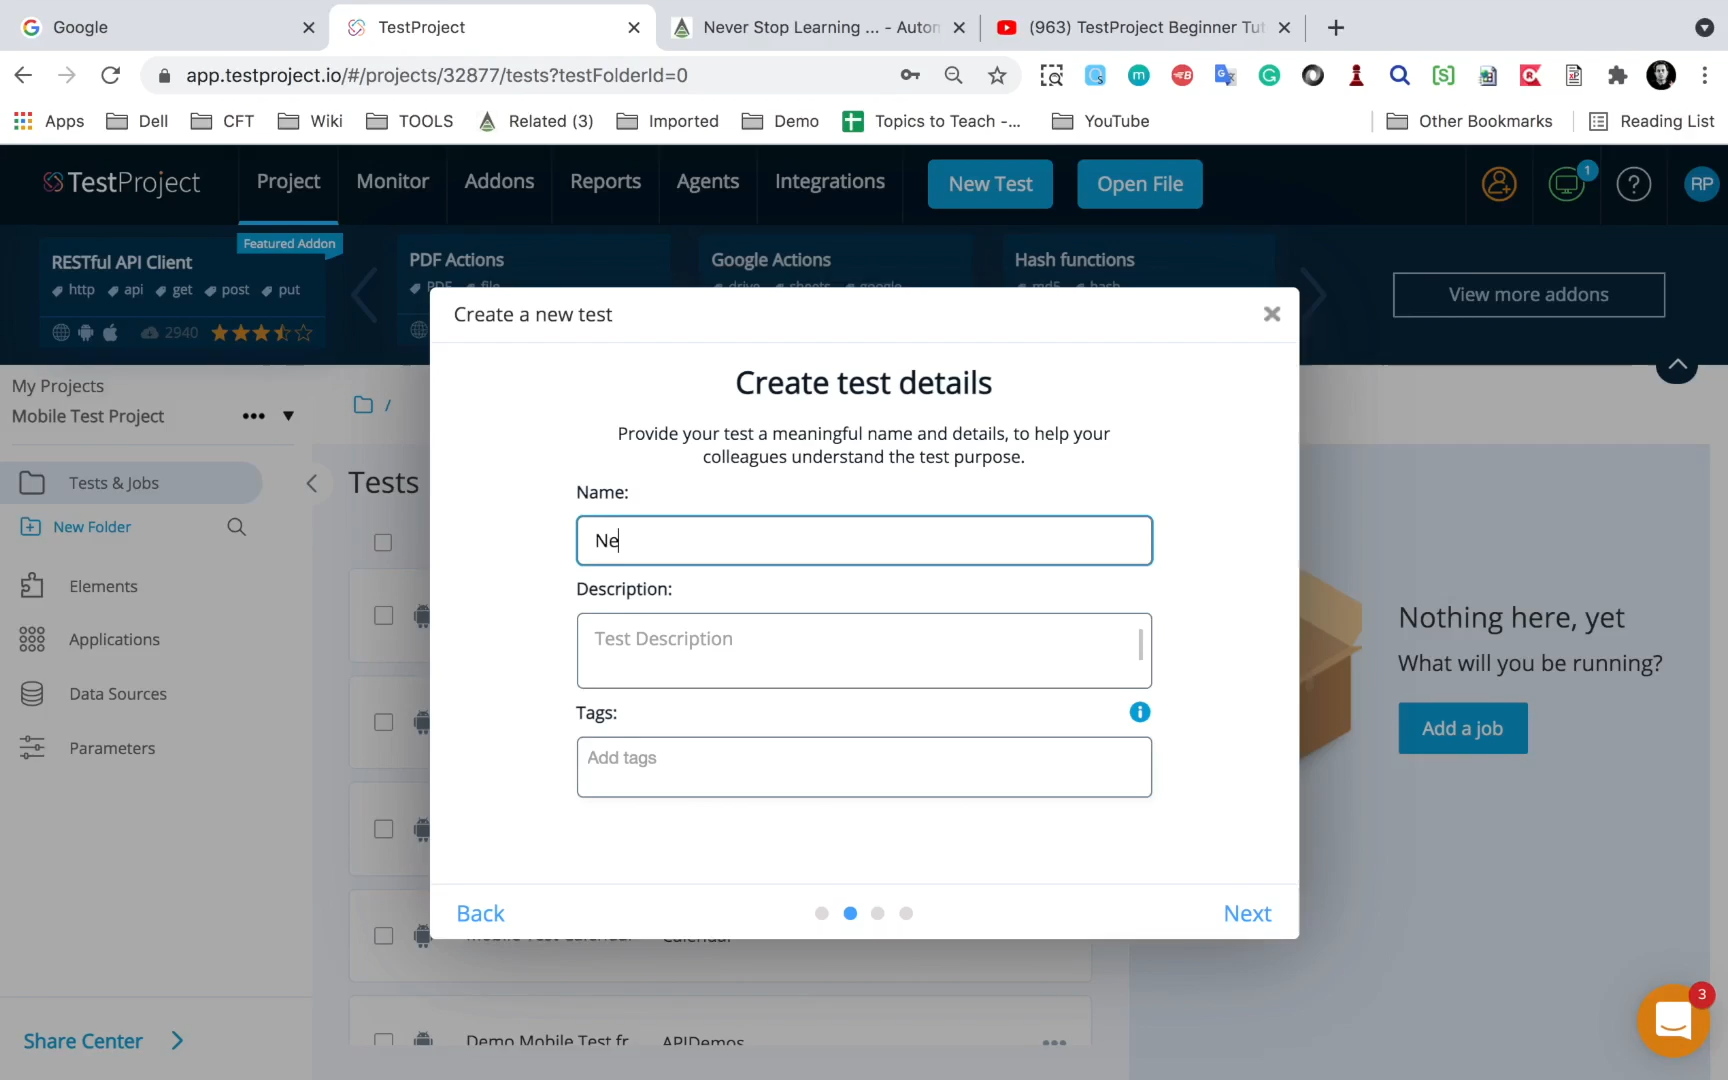 Google
TestProject
Never Stop Learning ... - Autom
(963) TestProject Beginner Tut
app.testproject.io/#/projects/32877/tests?testFolderId=0
Apps
Dell
CFT
Wiki
TOOLS
Related (3)
Imported
Demo
Topics to Teach -...
YouTube
Other Bookmarks
Reading List
TestProject
Project
Monitor
Addons
Reports
Agents
Integrations
New Test
Open File
1
?
RP
Featured Addon
RESTful API Client
http api get post put
2940
PDF Actions
PDF file
Google Actions
drive sheets google
Hash functions
md5 hash
View more addons
My Projects
Mobile Test Project
Tests & Jobs
New Folder
Elements
Applications
Data Sources
Parameters
Share Center
Tests
Create a new test
Create test details
Provide your test a meaningful name and details, to help your
colleagues understand the test purpose.
Name:
Ne
Description:
Test Description
Tags:
Add tags
Back
Next
Mobile Test Calendar Calendar
Demo Mobile Test fr APIDemos
Nothing here, yet
What will you be running?
Add a job
3